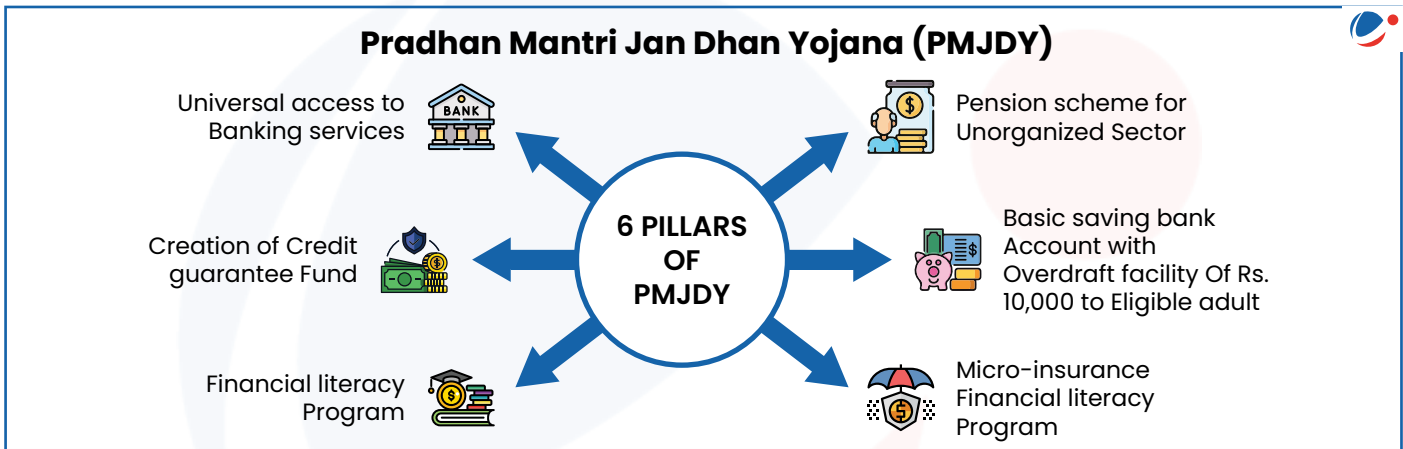 Pradhan Mantri Jan Dhan Yojana (PMJDY)
Universal access to
Banking services
BANK
Pension scheme for
Unorganized Sector
Creation of Credit
guarantee Fund
6 PILLARS
OF
PMJDY
Basic saving bank
Account with
Overdraft facility Of Rs.
10,000 to Eligible adult
Financial literacy
Program
Micro-insurance
Financial literacy
Program